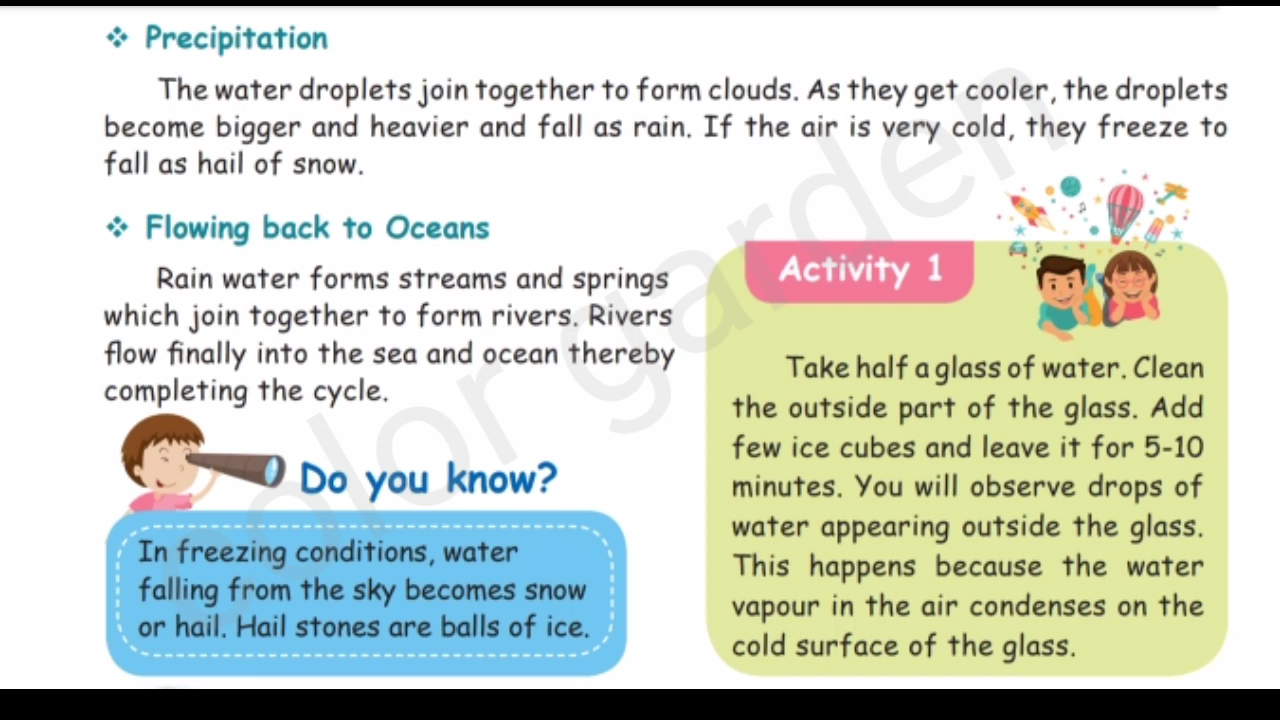 ❖ Precipitation
The water droplets join together to form clouds. As they get cooler, the droplets
become bigger and heavier and fall as rain. If the air is very cold, they freeze to
fall as hail of snow.
❖ Flowing back to Oceans
Rain water forms streams and springs
which join together to form rivers. Rivers
flow finally into the sea and ocean thereby
completing the cycle.
Do you know?
In freezing conditions, water
falling from the sky becomes snow
or hail. Hail stones are balls of ice.
Activity 1
Take half a glass of water. Clean
the outside part of the glass. Add
few ice cubes and leave it for 5-10
minutes. You will observe drops of
water appearing outside the glass.
This happens because the water
vapour in the air condenses on the
cold surface of the glass.
color garden